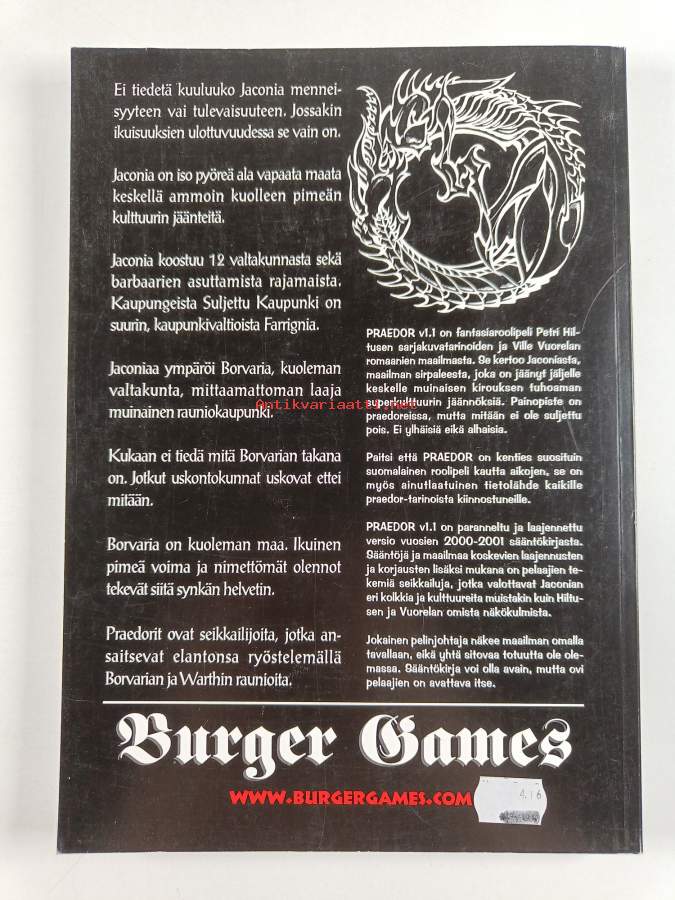 Ei tiedetä kuuluuko Jaconia mennei-
syyteen vai tulevaisuuteen. Jossakin
ikuisuuksien ulottuvuudessa se vain on.
Jaconia on iso pyöreä ala vapaata maata
keskellä ammoin kuolleen pimeän
kulttuurin jäänteitä.
Jaconia koostuu 12 valtakunnasta sekä
barbaarien asuttamista rajamaista.
Kaupungeista Suljettu Kaupunki on
suurin, kaupunkivaltioista Farrignia.
Jaconiaa ympäröi Borvaria, kuoleman
valtakunta, mittaamattoman laaja
muinainen rauniokaupunki.
Kukaan ei tiedä mitä Borvarian takana
on. Jotkut uskontokunnat uskovat ettei
mitään.
Borvaria on kuoleman maa. Ikuinen
pimeä voima ja nimettömät olennot
tekevät siitä synkän helvetin.
Praedorit ovat seikkailijoita, jotka an-
saitsevat elantonsa ryöstelemällä
Borvarian ja Warthin raunioita.
PRAEDOR v1.1 on fantasiaroolipeli Petri Hil-
tusen sarjakuvatarinoiden ja Ville Vuorelan
romaanien maailmasta. Se kertoo Jaconiasta,
maailman sirpaleesta, joka on jäänyt jäljelle
keskelle muinaisen kirouksen tuhoaman
superkulttuurin jäännöksiä. Painopiste on
praedoreissa, mutta mitään ei ole suljettu
pois. Ei ylhäisiä eikä alhaisia.
Paitsi että PRAEDOR on kenties suosituin
suomalainen roolipeli kautta aikojen, se on
myös ainutlaatuinen tietolähde kaikille
praedor-tarinoista kiinnostuneille.
PRAEDOR v1.1 on paranneltu ja laajennettu
versio vuosien 2000-2001 sääntökirjasta.
Sääntöjä ja maailmaa koskevien laajennusten
ja korjausten lisäksi mukana on pelaajien te-
kemiä seikkailuja, jotka valottavat Jaconian
eri kolkkia ja kulttuureita muistakin kuin Hiltu-
sen ja Vuorelan omista näkökulmista.
Jokainen pelinjohtaja näkee maailman omalla
tavallaan, eikä yhtä sitovaa totuutta ole ole-
massa. Sääntökirja voi olla avain, mutta ovi
pelaajien on avattava itse.
Antikvariaatti.net
Burger Games
WWW.BURGERGAMES.COM
4.16